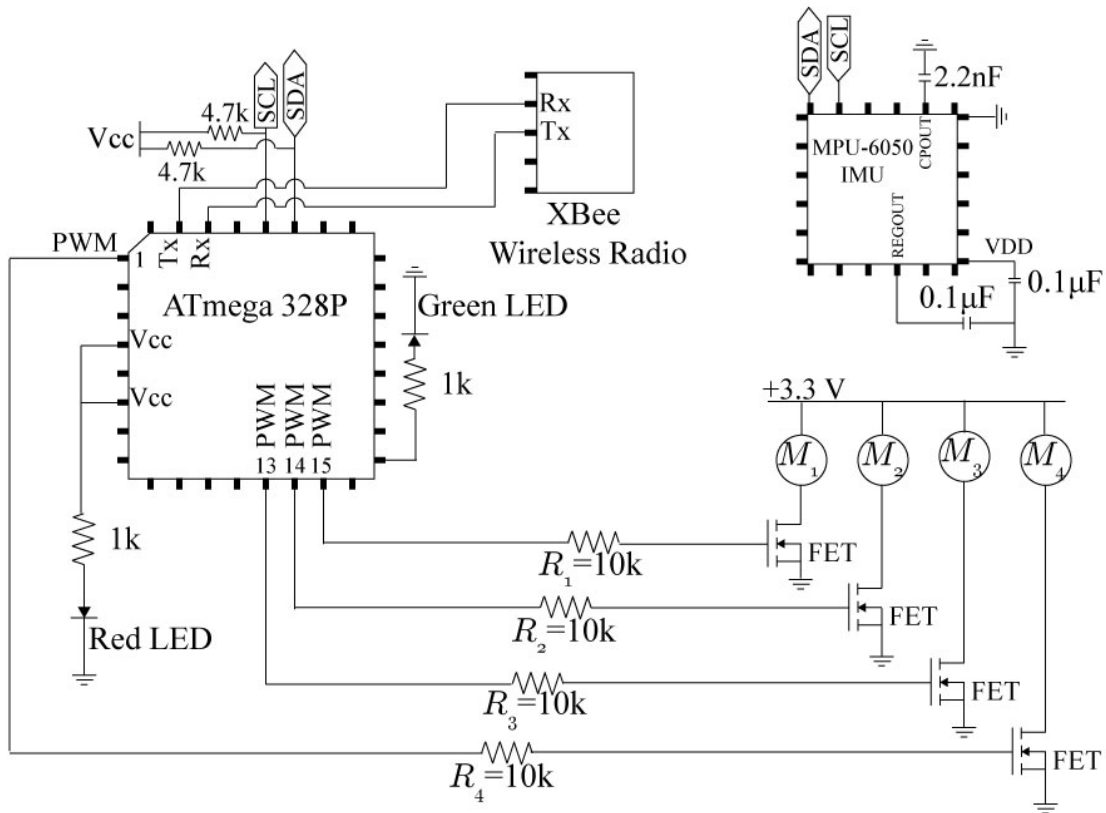 SCL
SDA
4.7k
Vcc
4.7k
Rx
Tx
XBee
Wireless Radio
SDA
SCL
2.2nF
MPU-6050
IMU
CPOUT
REGOUT
VDD
0.1µF
0.1µF
PWM
1
Tx
Rx
ATmega 328P
Vcc
Vcc
PWM
PWM
PWM
13
14
15
Green LED
1k
1k
Red LED
+3.3 V
M₁
M₂
M₃
M₄
R₁=10k
FET
R₂=10k
FET
R₃=10k
FET
R₄=10k
FET